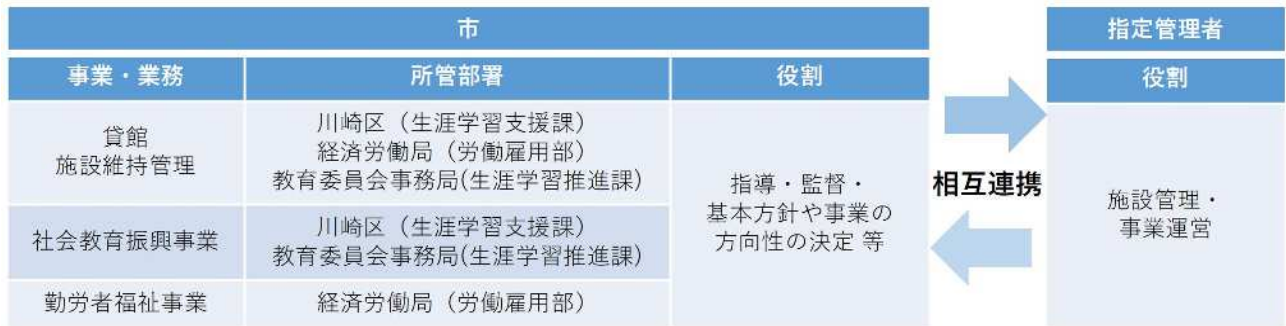 市
指定管理者
事業・業務
所管部署
役割
役割
貸館
施設維持管理
川崎区（生涯学習支援課）
経済労働局（労働雇用部）
教育委員会事務局(生涯学習推進課)
社会教育振興事業
川崎区（生涯学習支援課）
教育委員会事務局(生涯学習推進課)
勤労者福祉事業
経済労働局（労働雇用部）
指導・監督・
基本方針や事業の
方向性の決定 等
相互連携
施設管理・
事業運営